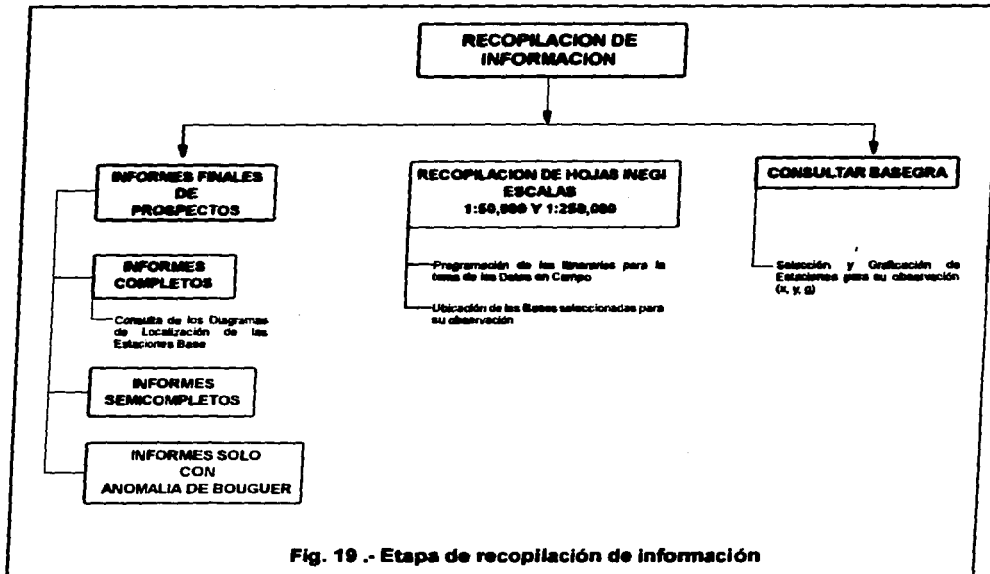 RECOPILACION DE
INFORMACION
INFORMES FINALES
DE
PROSPECTOS
INFORMES
COMPLETOS
Consulta de los Diagramas
de Localización de las
Estaciones Base
INFORMES
SEMICOMPLETOS
INFORMES SOLO
CON
ANOMALIA DE BOUGUER
RECOPILACION DE HOJAS INEGI
ESCALAS
1:50,000 Y 1:250,000
Programación de los Itinerarios para la
toma de los Datos en Campo
Ubicación de las Bases seleccionadas para
su observación
CONSULTAR BASEGRA
Selección y Graficación de
Estaciones para su observación
(x, y, g)
Fig. 19 .- Etapa de recopilación de información